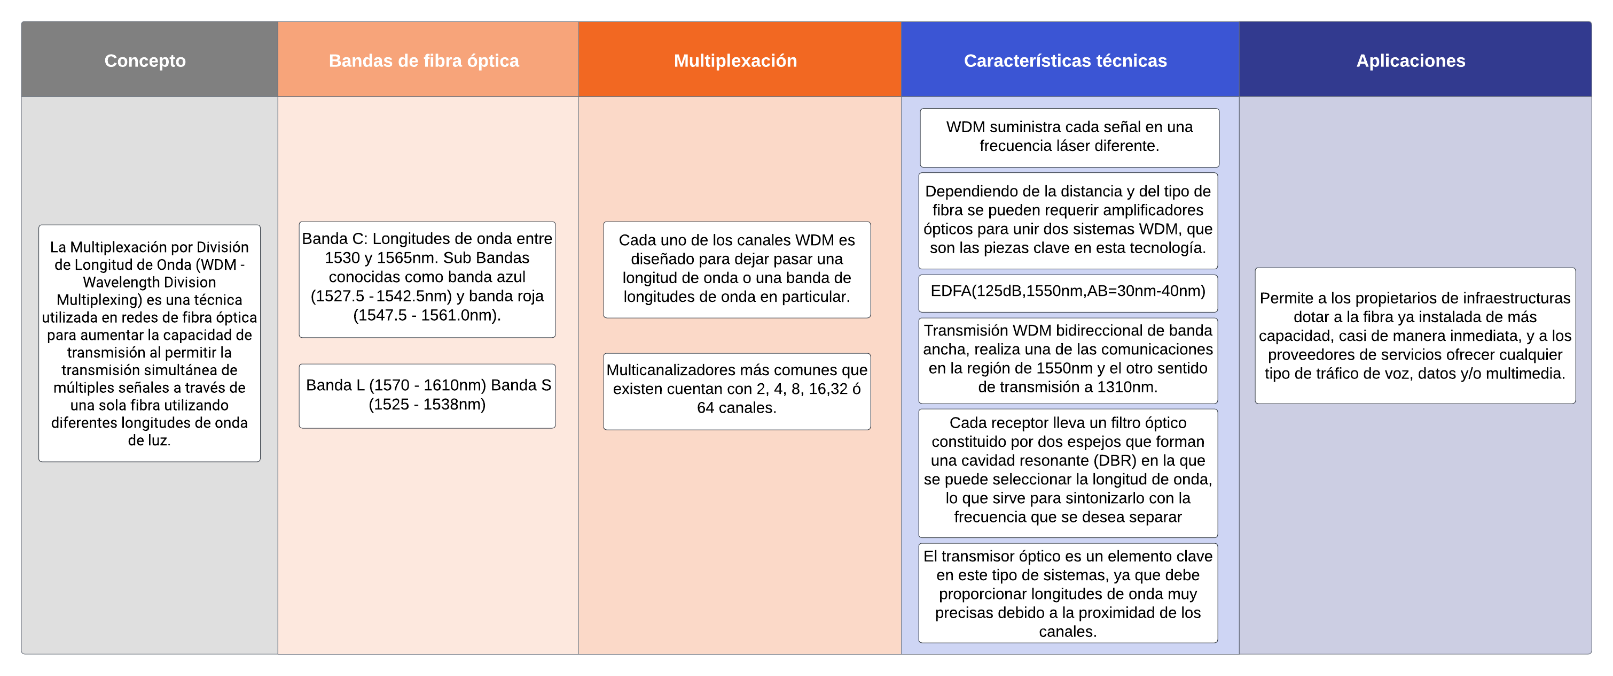 Concepto
Bandas de fibra óptica
Multiplexación
Características técnicas
Aplicaciones
La Multiplexación por División
de Longitud de Onda (WDM -
Wavelength Division
Multiplexing) es una técnica
utilizada en redes de fibra óptica
para aumentar la capacidad de
transmisión al permitir la
transmisión simultánea de
múltiples señales a través de
una sola fibra utilizando
diferentes longitudes de onda
de luz.
Banda C: Longitudes de onda entre
1530 y 1565nm. Sub Bandas
conocidas como banda azul
(1527.5 - 1542.5nm) y banda roja
(1547.5 - 1561.0nm).
Banda L (1570 - 1610nm) Banda S
(1525 - 1538nm)
Cada uno de los canales WDM es
diseñado para dejar pasar una
longitud de onda o una banda de
longitudes de onda en particular.
Multicanalizadores más comunes que
existen cuentan con 2, 4, 8, 16,32 ó
64 canales.
WDM suministra cada señal en una
frecuencia láser diferente.
Dependiendo de la distancia y del tipo de
fibra se pueden requerir amplificadores
ópticos para unir dos sistemas WDM, que
son las piezas clave en esta tecnología.
EDFA(125dB,1550nm,AB=30nm-40nm)
Transmisión WDM bidireccional de banda
ancha, realiza una de las comunicaciones
en la región de 1550nm y el otro sentido
de transmisión a 1310nm.
Cada receptor lleva un filtro óptico
constituido por dos espejos que forman
una cavidad resonante (DBR) en la que
se puede seleccionar la longitud de onda,
lo que sirve para sintonizarlo con la
frecuencia que se desea separar
El transmisor óptico es un elemento clave
en este tipo de sistemas, ya que debe
proporcionar longitudes de onda muy
precisas debido a la proximidad de los
canales.
Permite a los propietarios de infraestructuras
dotar a la fibra ya instalada de más
capacidad, casi de manera inmediata, y a los
proveedores de servicios ofrecer cualquier
tipo de tráfico de voz, datos y/o multimedia.